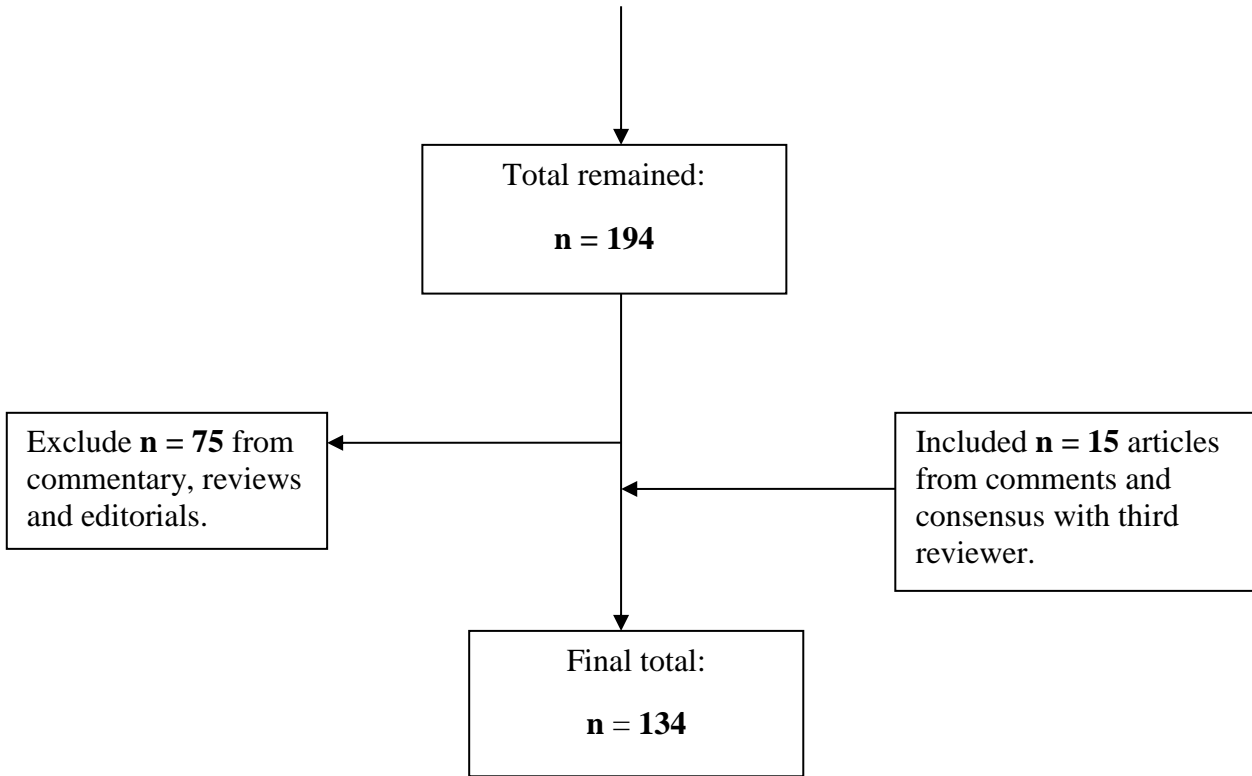 Total remained:
n = 194
Exclude n = 75 from
commentary, reviews
and editorials.
Included n = 15 articles
from comments and
consensus with third
reviewer.
Final total:
n = 134